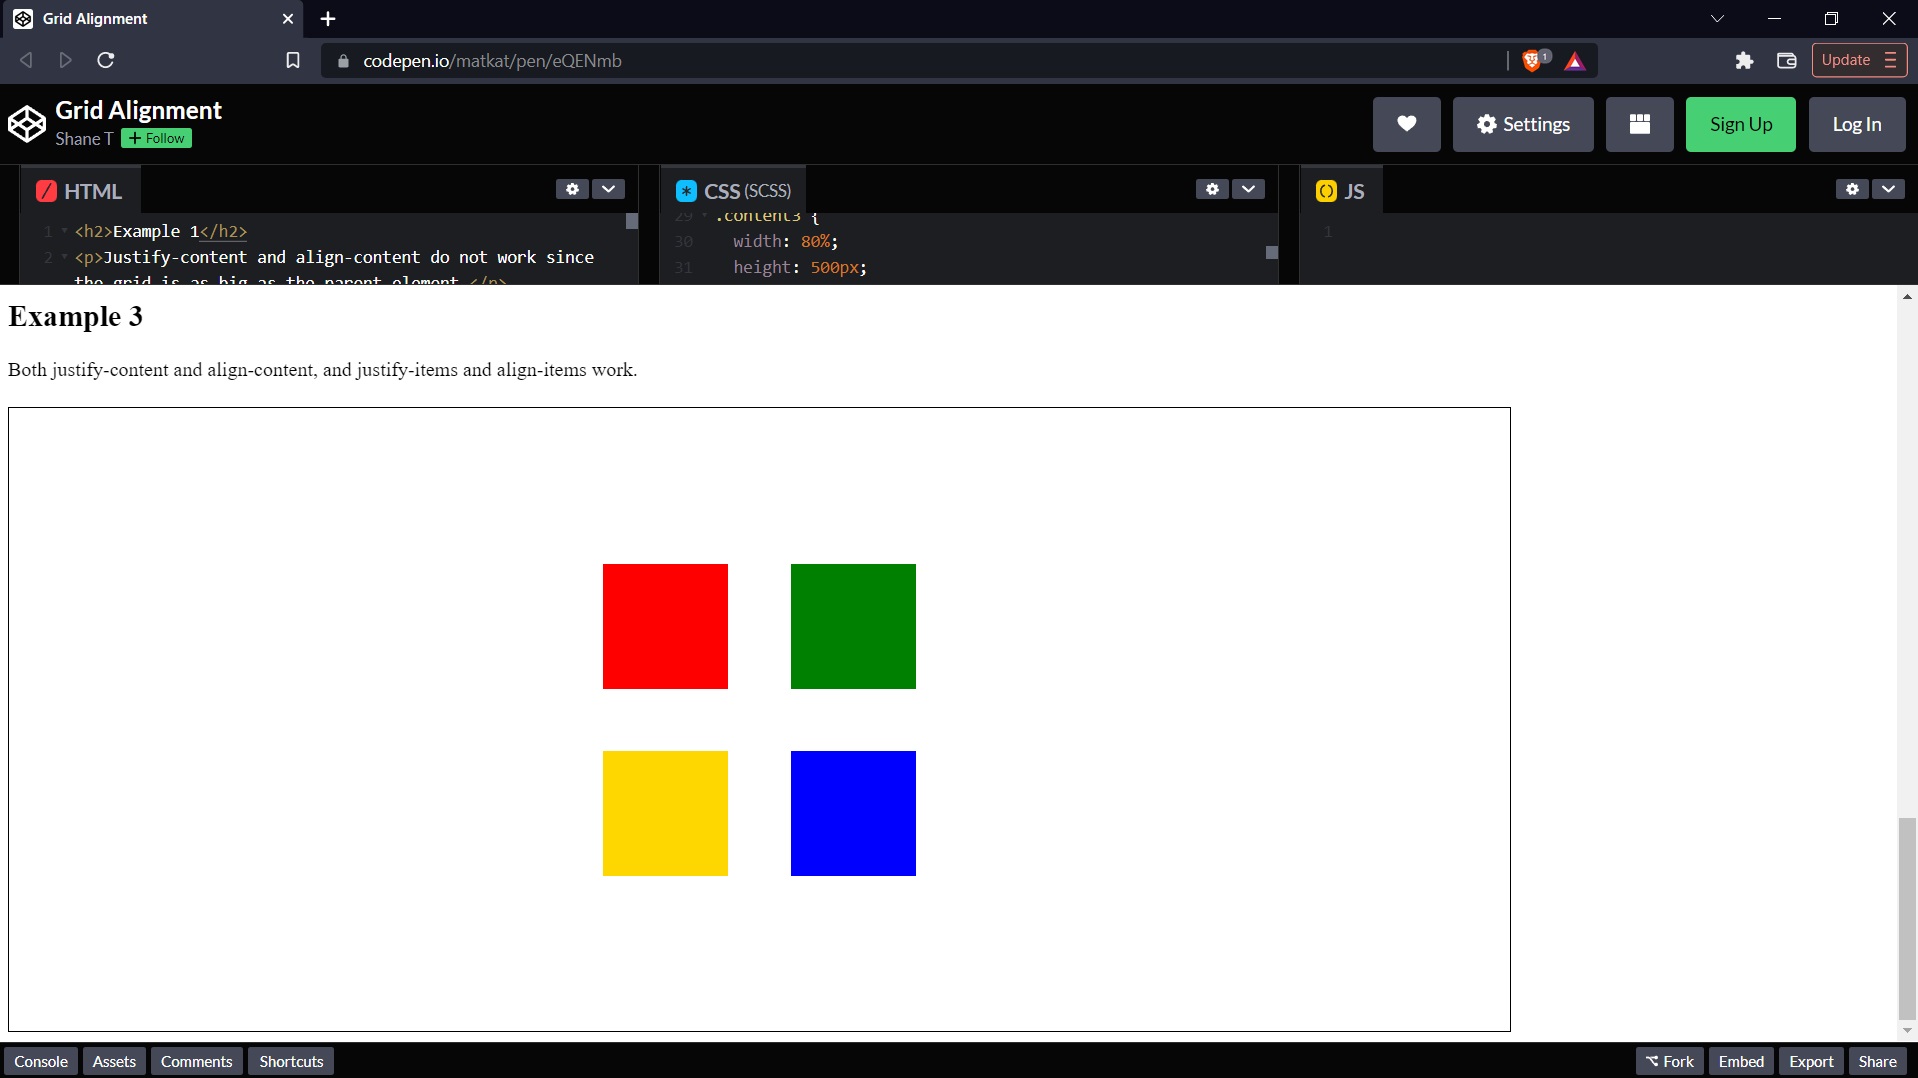 Grid Alignment
codepen.io/matkat/pen/eQENmb
1
Update
Grid Alignment
Shane T
+ Follow
Settings
Sign Up
Log In
HTML
CSS (SCSS)
JS
1 <h2>Example 1</h2>
2 <p>Justify-content and align-content do not work since
the grid is as big as the parent element.</p>
29 .content3 {
30 width: 80%;
31 height: 500px;
1
Example 3
Both justify-content and align-content, and justify-items and align-items work.
Console
Assets
Comments
Shortcuts
Fork
Embed
Export
Share